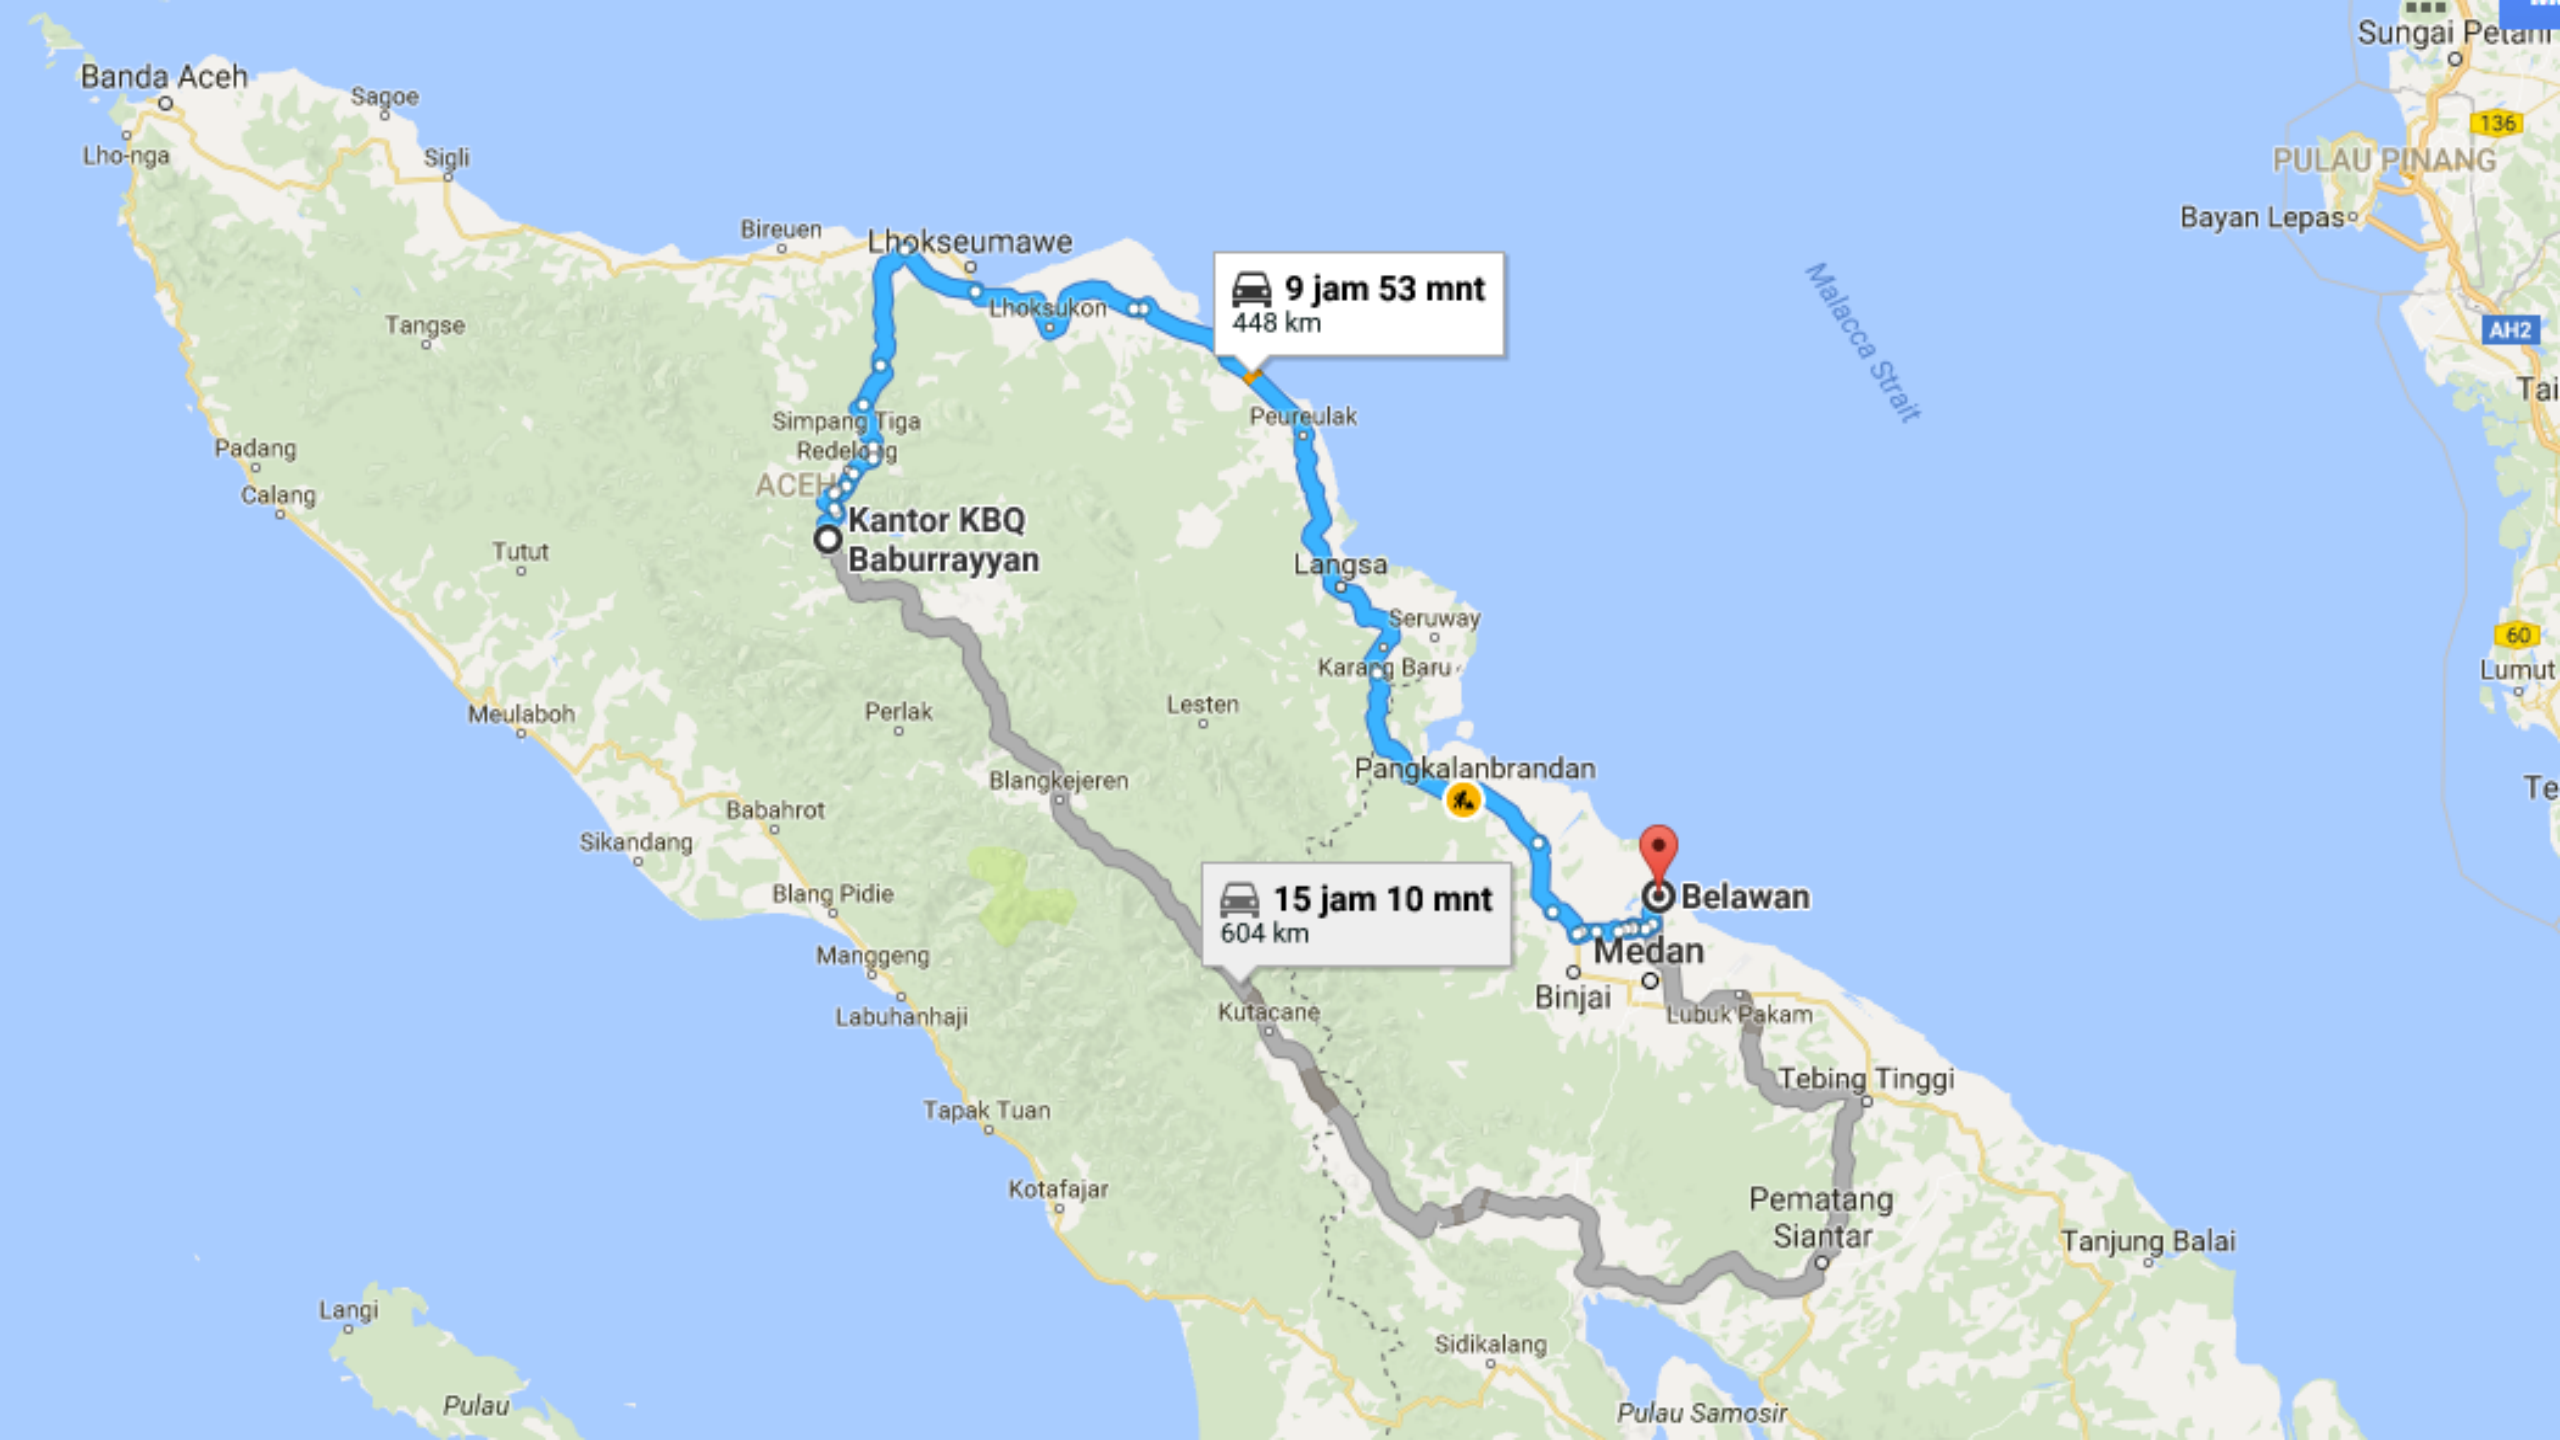 Sungai Petani
Banda Aceh
Sagoe
136
Lho-nga
Sigli
PULAU PINANG
Bayan Lepas
Bireuen
Lhokseumawe
9 jam 53 mnt
448 km
Lhoksukon
Malacca Strait
Tangse
AH2
Tai
Simpang Tiga
Redelong
Peureulak
Padang
ACEH
Calang
Kantor KBQ
Baburrayyan
Tutut
Langsa
Seruway
60
Karang Baru
Lumut
Perlak
Lesten
Meulaboh
Pangkalanbrandan
Blangkejeren
Te
Babahrot
Sikandang
Blang Pidie
15 jam 10 mnt
604 km
Belawan
Manggeng
Medan
Binjai
Labuhanhaji
Kutacane
Lubuk Pakam
Tebing Tinggi
Tapak Tuan
Kotafajar
Pematang
Siantar
Tanjung Balai
Langi
Sidikalang
Pulau
Pulau Samosir